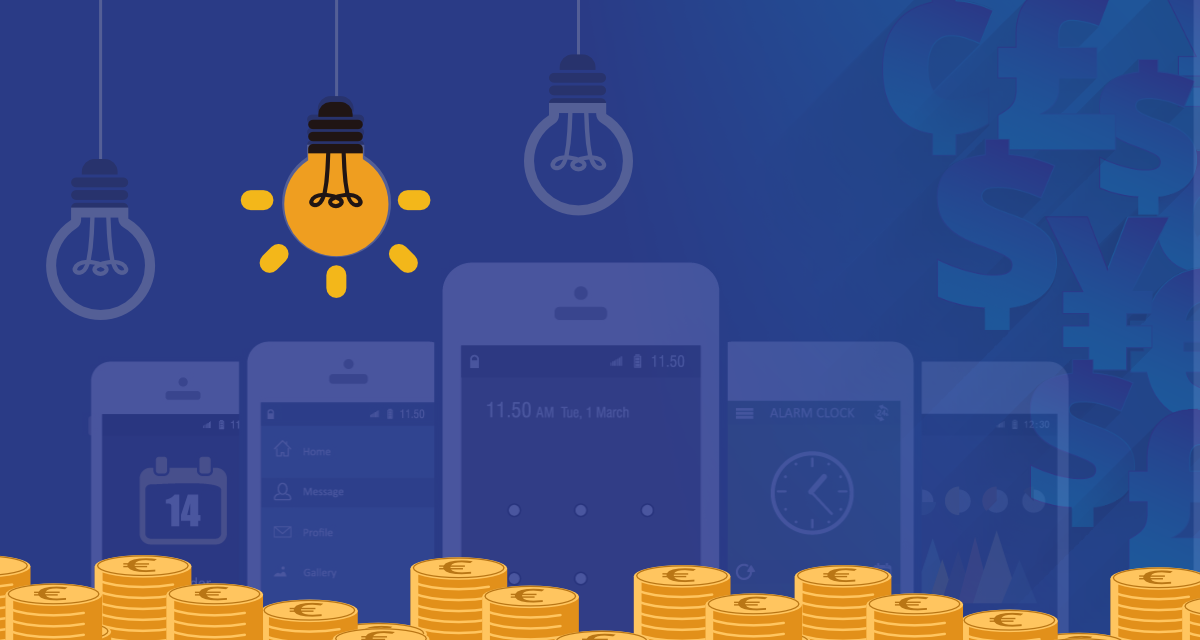 11.50
11.50 AM Tue, 1 March
11.50
Home
Message
Profile
Gallery
11
14
ALARM CLOCK
12:30
¢ £
$
$
¥
$
£
€ € € € € € € € € € € € €